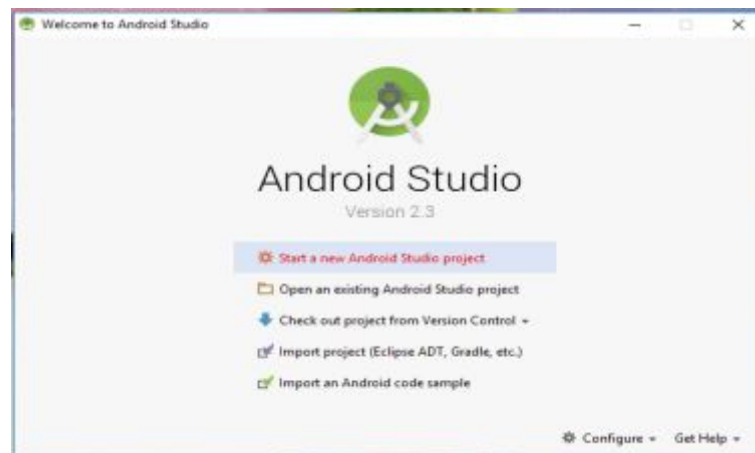 Welcome to Android Studio
Android Studio
Version 2.3
Start a new Android Studio project
Open an existing Android Studio project
Check out project from Version Control
Import project (Eclipse ADT, Gradle, etc.)
Import an Android code sample
Configure Get Help